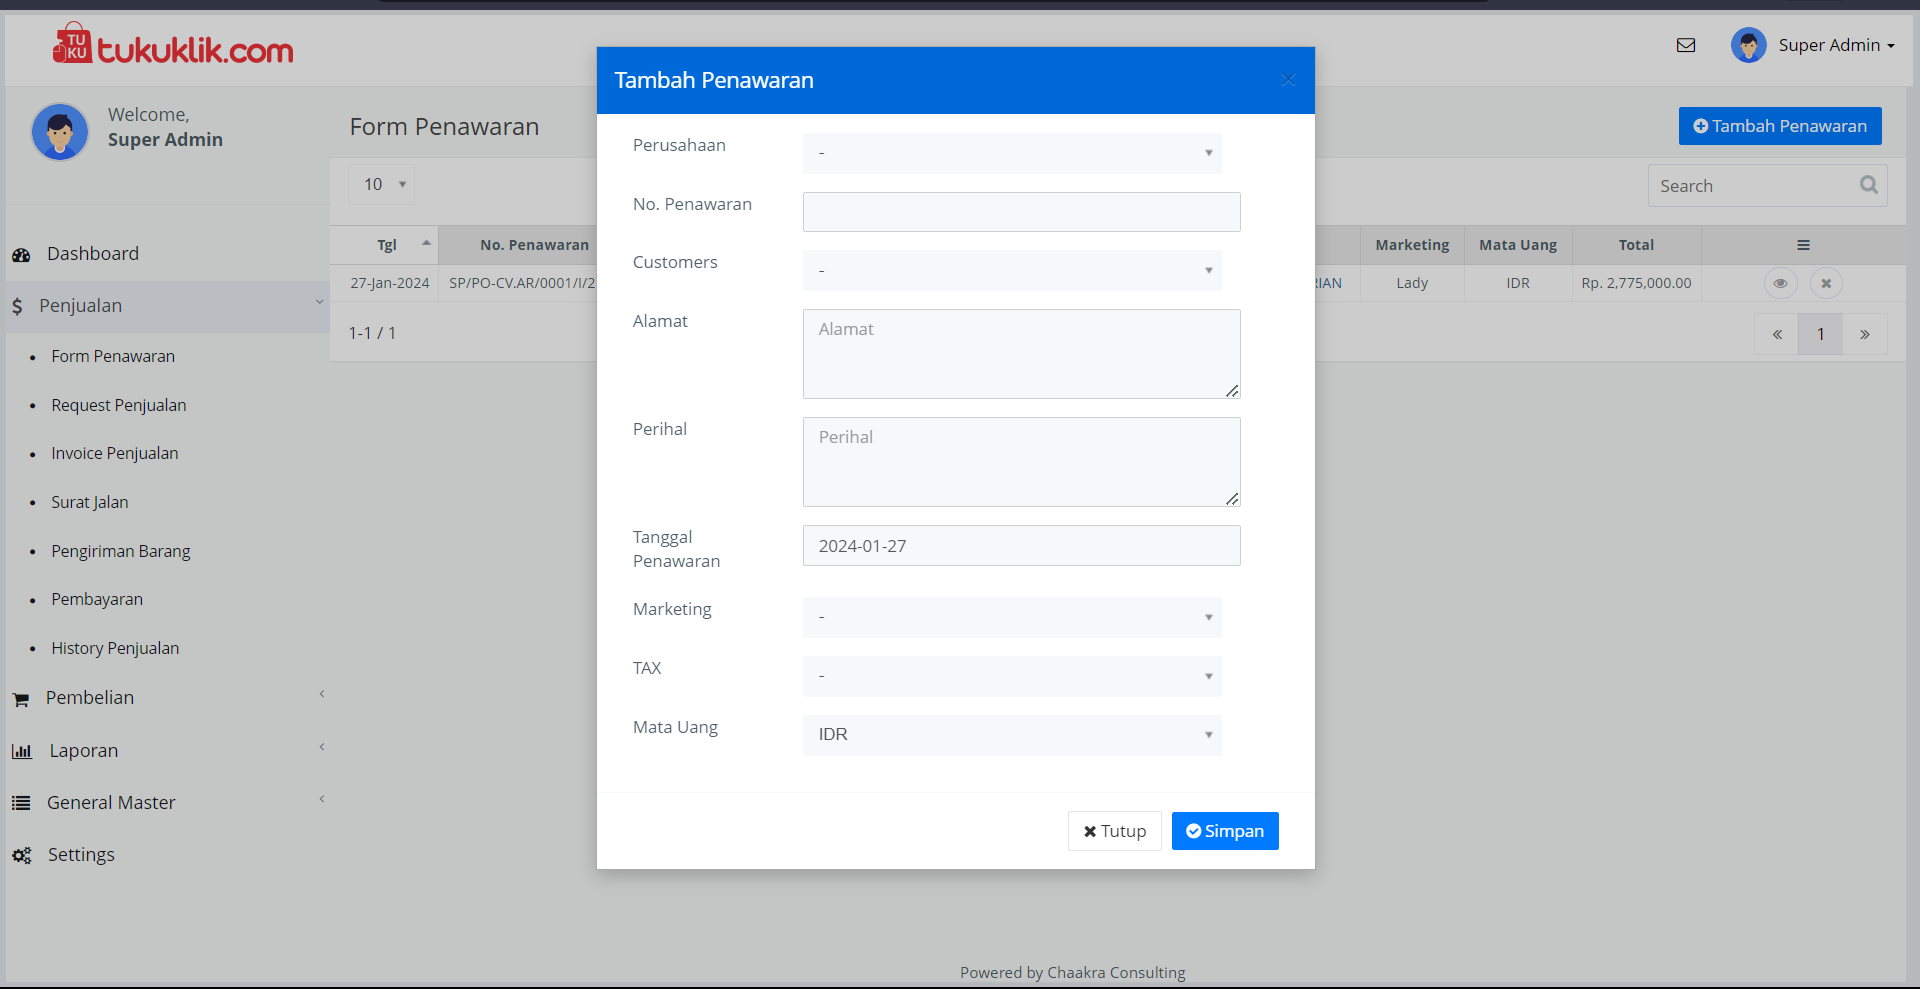 TU
KU
tukuklik.com
Super Admin
Welcome,
Super Admin
Dashboard
Penjualan
Form Penawaran
Request Penjualan
Invoice Penjualan
Surat Jalan
Pengiriman Barang
Pembayaran
History Penjualan
Pembelian
Laporan
General Master
Settings
Form Penawaran
Tambah Penawaran
10
Search
Tgl No. Penawaran Marketing Mata Uang Total
27-Jan-2024 SP/PO-CV.AR/0001/I/2 RIAN Lady IDR Rp. 2,775,000.00
1-1 / 1
« 1 »
Tambah Penawaran
Perusahaan -
No. Penawaran
Customers -
Alamat Alamat
Perihal Perihal
Tanggal
Penawaran 2024-01-27
Marketing -
TAX -
Mata Uang IDR
Tutup Simpan
Powered by Chaakra Consulting